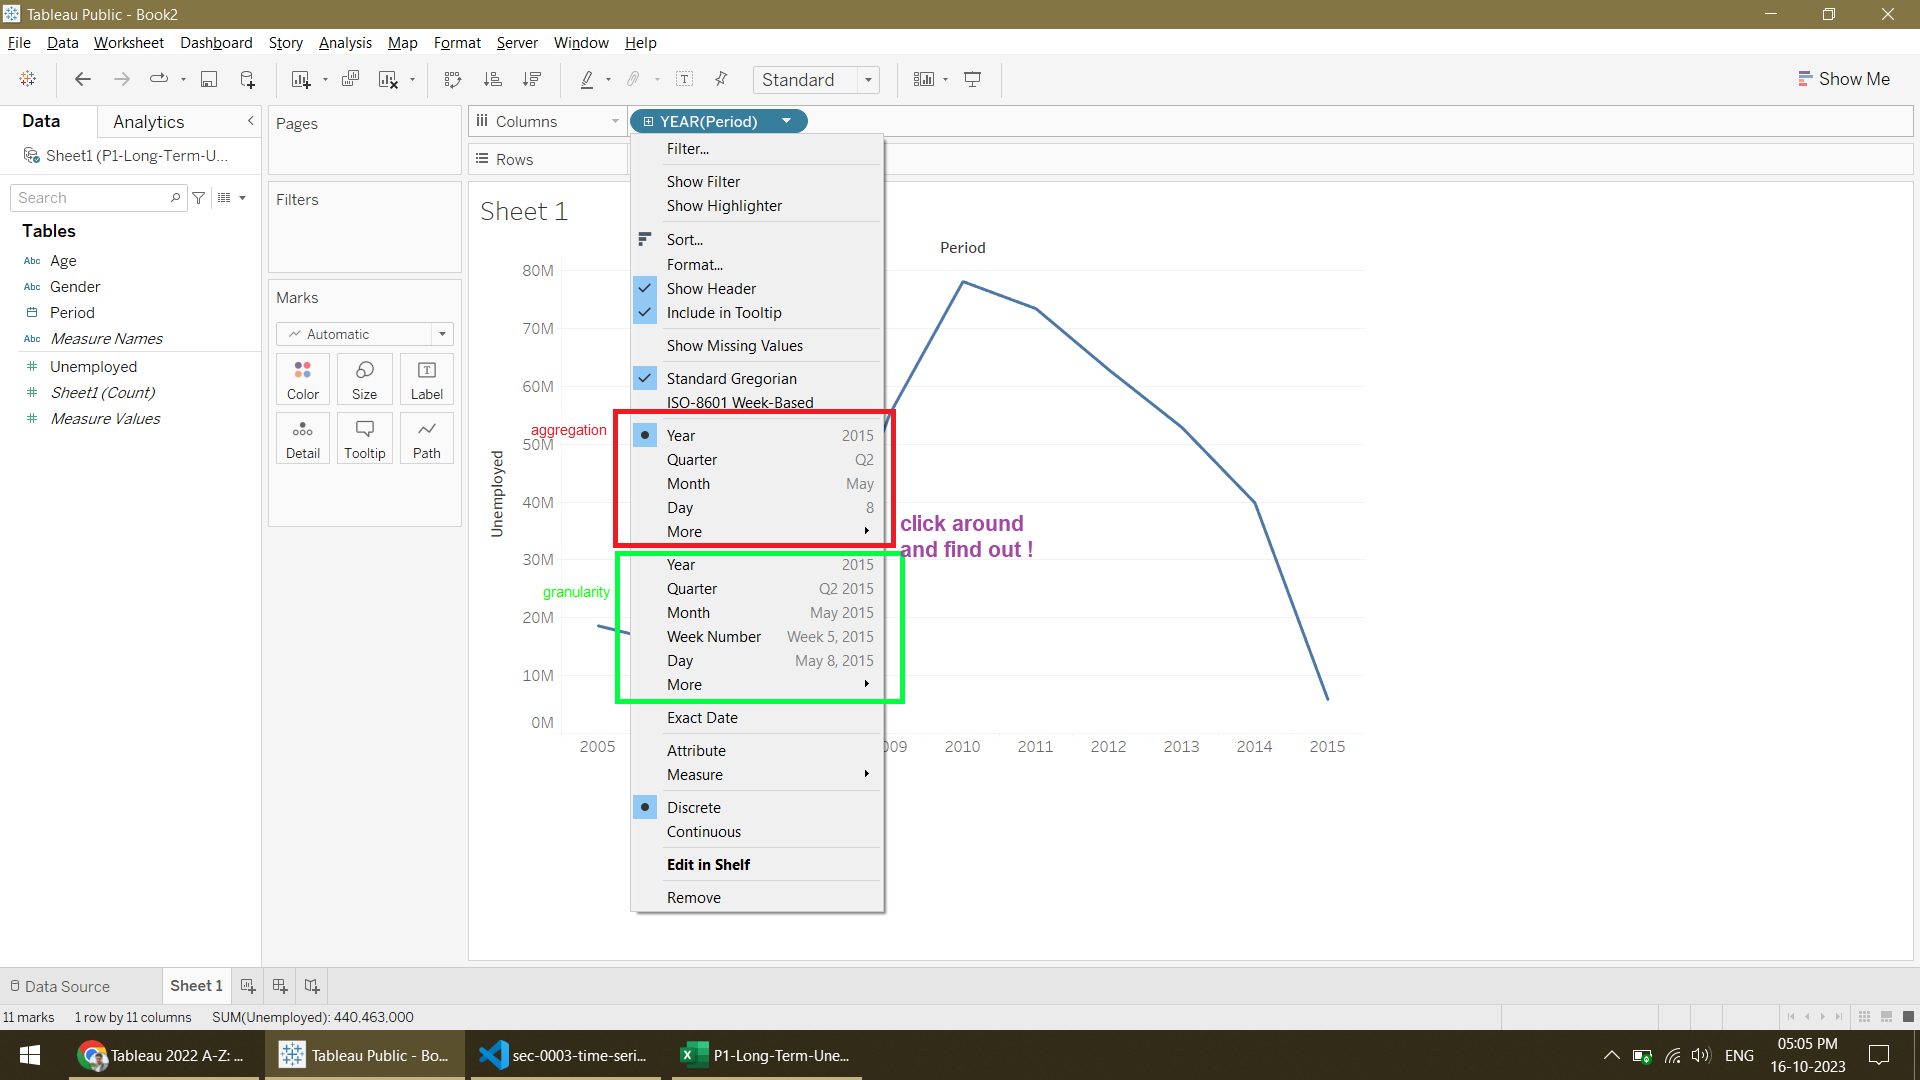 Tableau Public - Book2
File Data Worksheet Dashboard Story Analysis Map Format Server Window Help
Standard
Show Me
Data Analytics
Sheet1 (P1-Long-Term-U...
Search
Tables
Abc Age
Abc Gender
Period
Abc Measure Names
Unemployed
Sheet1 (Count)
Measure Values
Pages
Filters
Marks
Automatic
Color Size Label
Detail Tooltip Path
Columns YEAR(Period)
Rows
Sheet 1
Filter...
Show Filter
Show Highlighter
Sort...
Format...
Show Header
Include in Tooltip
Show Missing Values
Standard Gregorian
ISO-8601 Week-Based
aggregation
Year 2015
Quarter Q2
Month May
Day 8
More
click around
and find out !
granularity
Year 2015
Quarter Q2 2015
Month May 2015
Week Number Week 5, 2015
Day May 8, 2015
More
Exact Date
Attribute
Measure
Discrete
Continuous
Edit in Shelf
Remove
Period
Unemployed
80M
70M
60M
50M
40M
30M
20M
10M
0M
2005 009 2010 2011 2012 2013 2014 2015
Data Source Sheet 1
11 marks 1 row by 11 columns SUM(Unemployed): 440,463,000
Tableau 2022 A-Z: ... Tableau Public - Bo... sec-0003-time-seri... P1-Long-Term-Une...
ENG
05:05 PM
16-10-2023